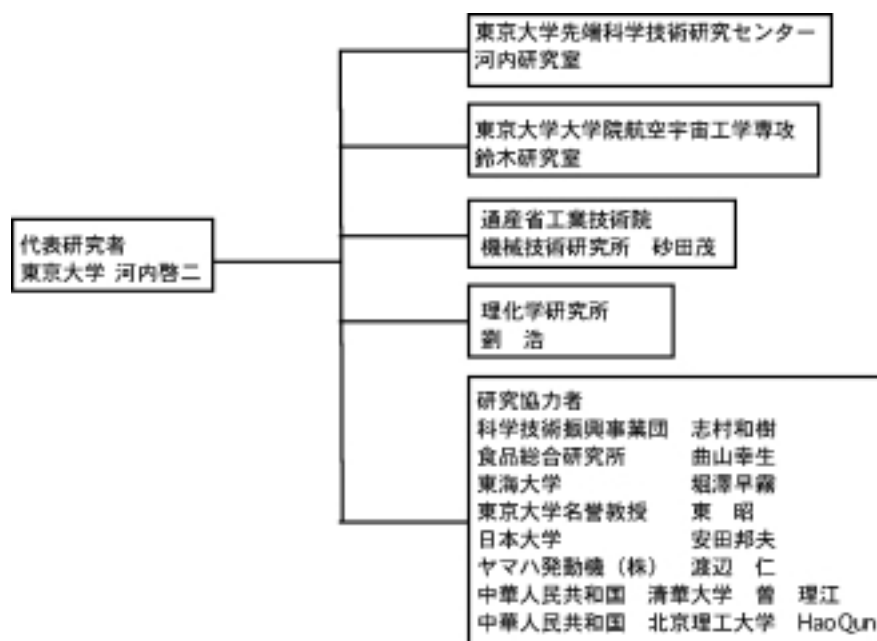 代表研究者
東京大学 河内啓二
東京大学先端科学技術研究センター
河内研究室
東京大学大学院航空宇宙工学専攻
鈴木研究室
通産省工業技術院
機械技術研究所　砂田茂
理化学研究所
劉　浩
研究協力者
科学技術振興事業団　志村和樹
食品総合研究所　曲山幸生
東海大学　堀澤早霧
東京大学名誉教授　東　昭
日本大学　安田邦夫
ヤマハ発動機（株）　渡辺　仁
中華人民共和国　清華大学　曾　理江
中華人民共和国　北京理工大学　Hao Qun